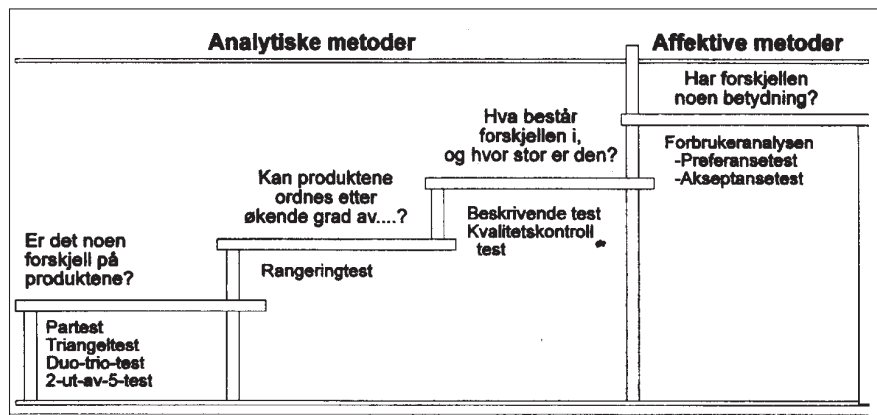 Analytiske metoder
Affektive metoder
Har forskjellen
noen betydning?
Hva består
forskjellen i,
og hvor stor er den?
Forbrukeranalysen
-Preferansetest
-Akseptansetest
Kan produktene
ordnes etter
økende grad av....?
Beskrivende test
Kvalitetskontroll
test
Er det noen
forskjell på
produktene?
Rangeringtest
Partest
Triangeltest
Duo-trio-test
2-ut-av-5-test